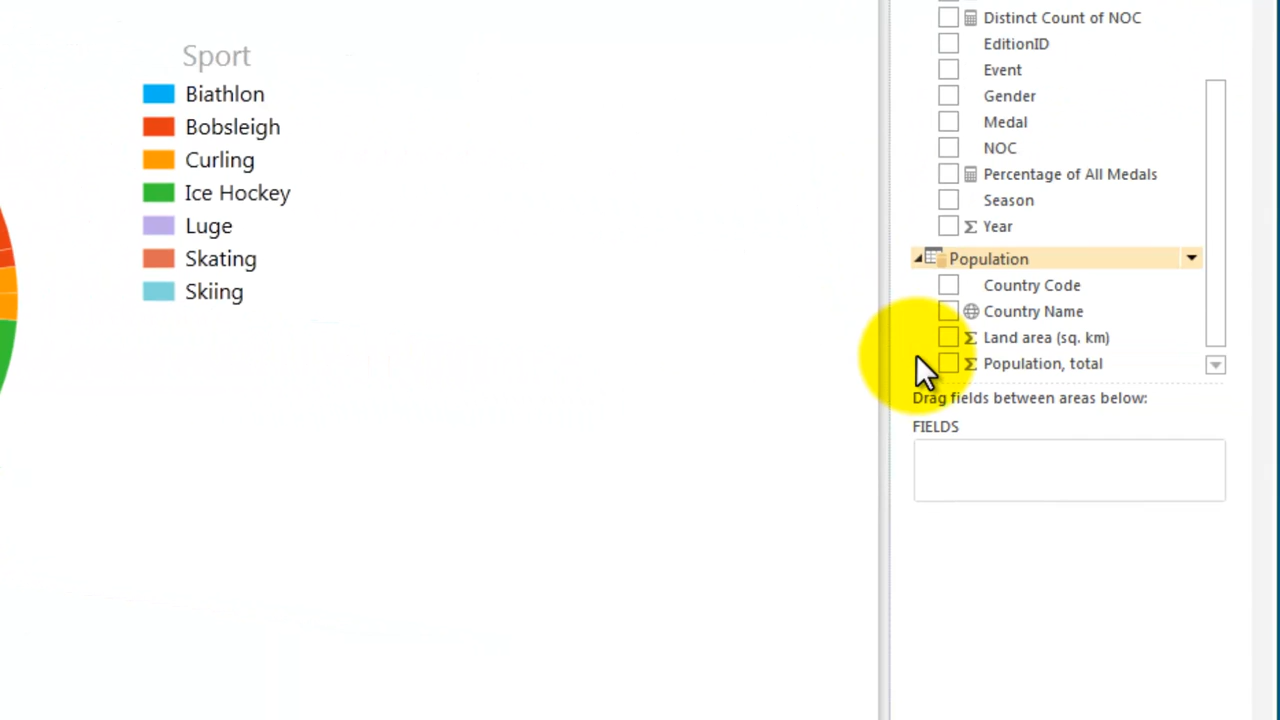 Sport
Biathlon
Bobsleigh
Curling
Ice Hockey
Luge
Skating
Skiing
Distinct Count of NOC
EditionID
Event
Gender
Medal
NOC
Percentage of All Medals
Season
Σ Year
Population
Country Code
Country Name
Σ Land area (sq. km)
Σ Population, total
Drag fields between areas below:
FIELDS